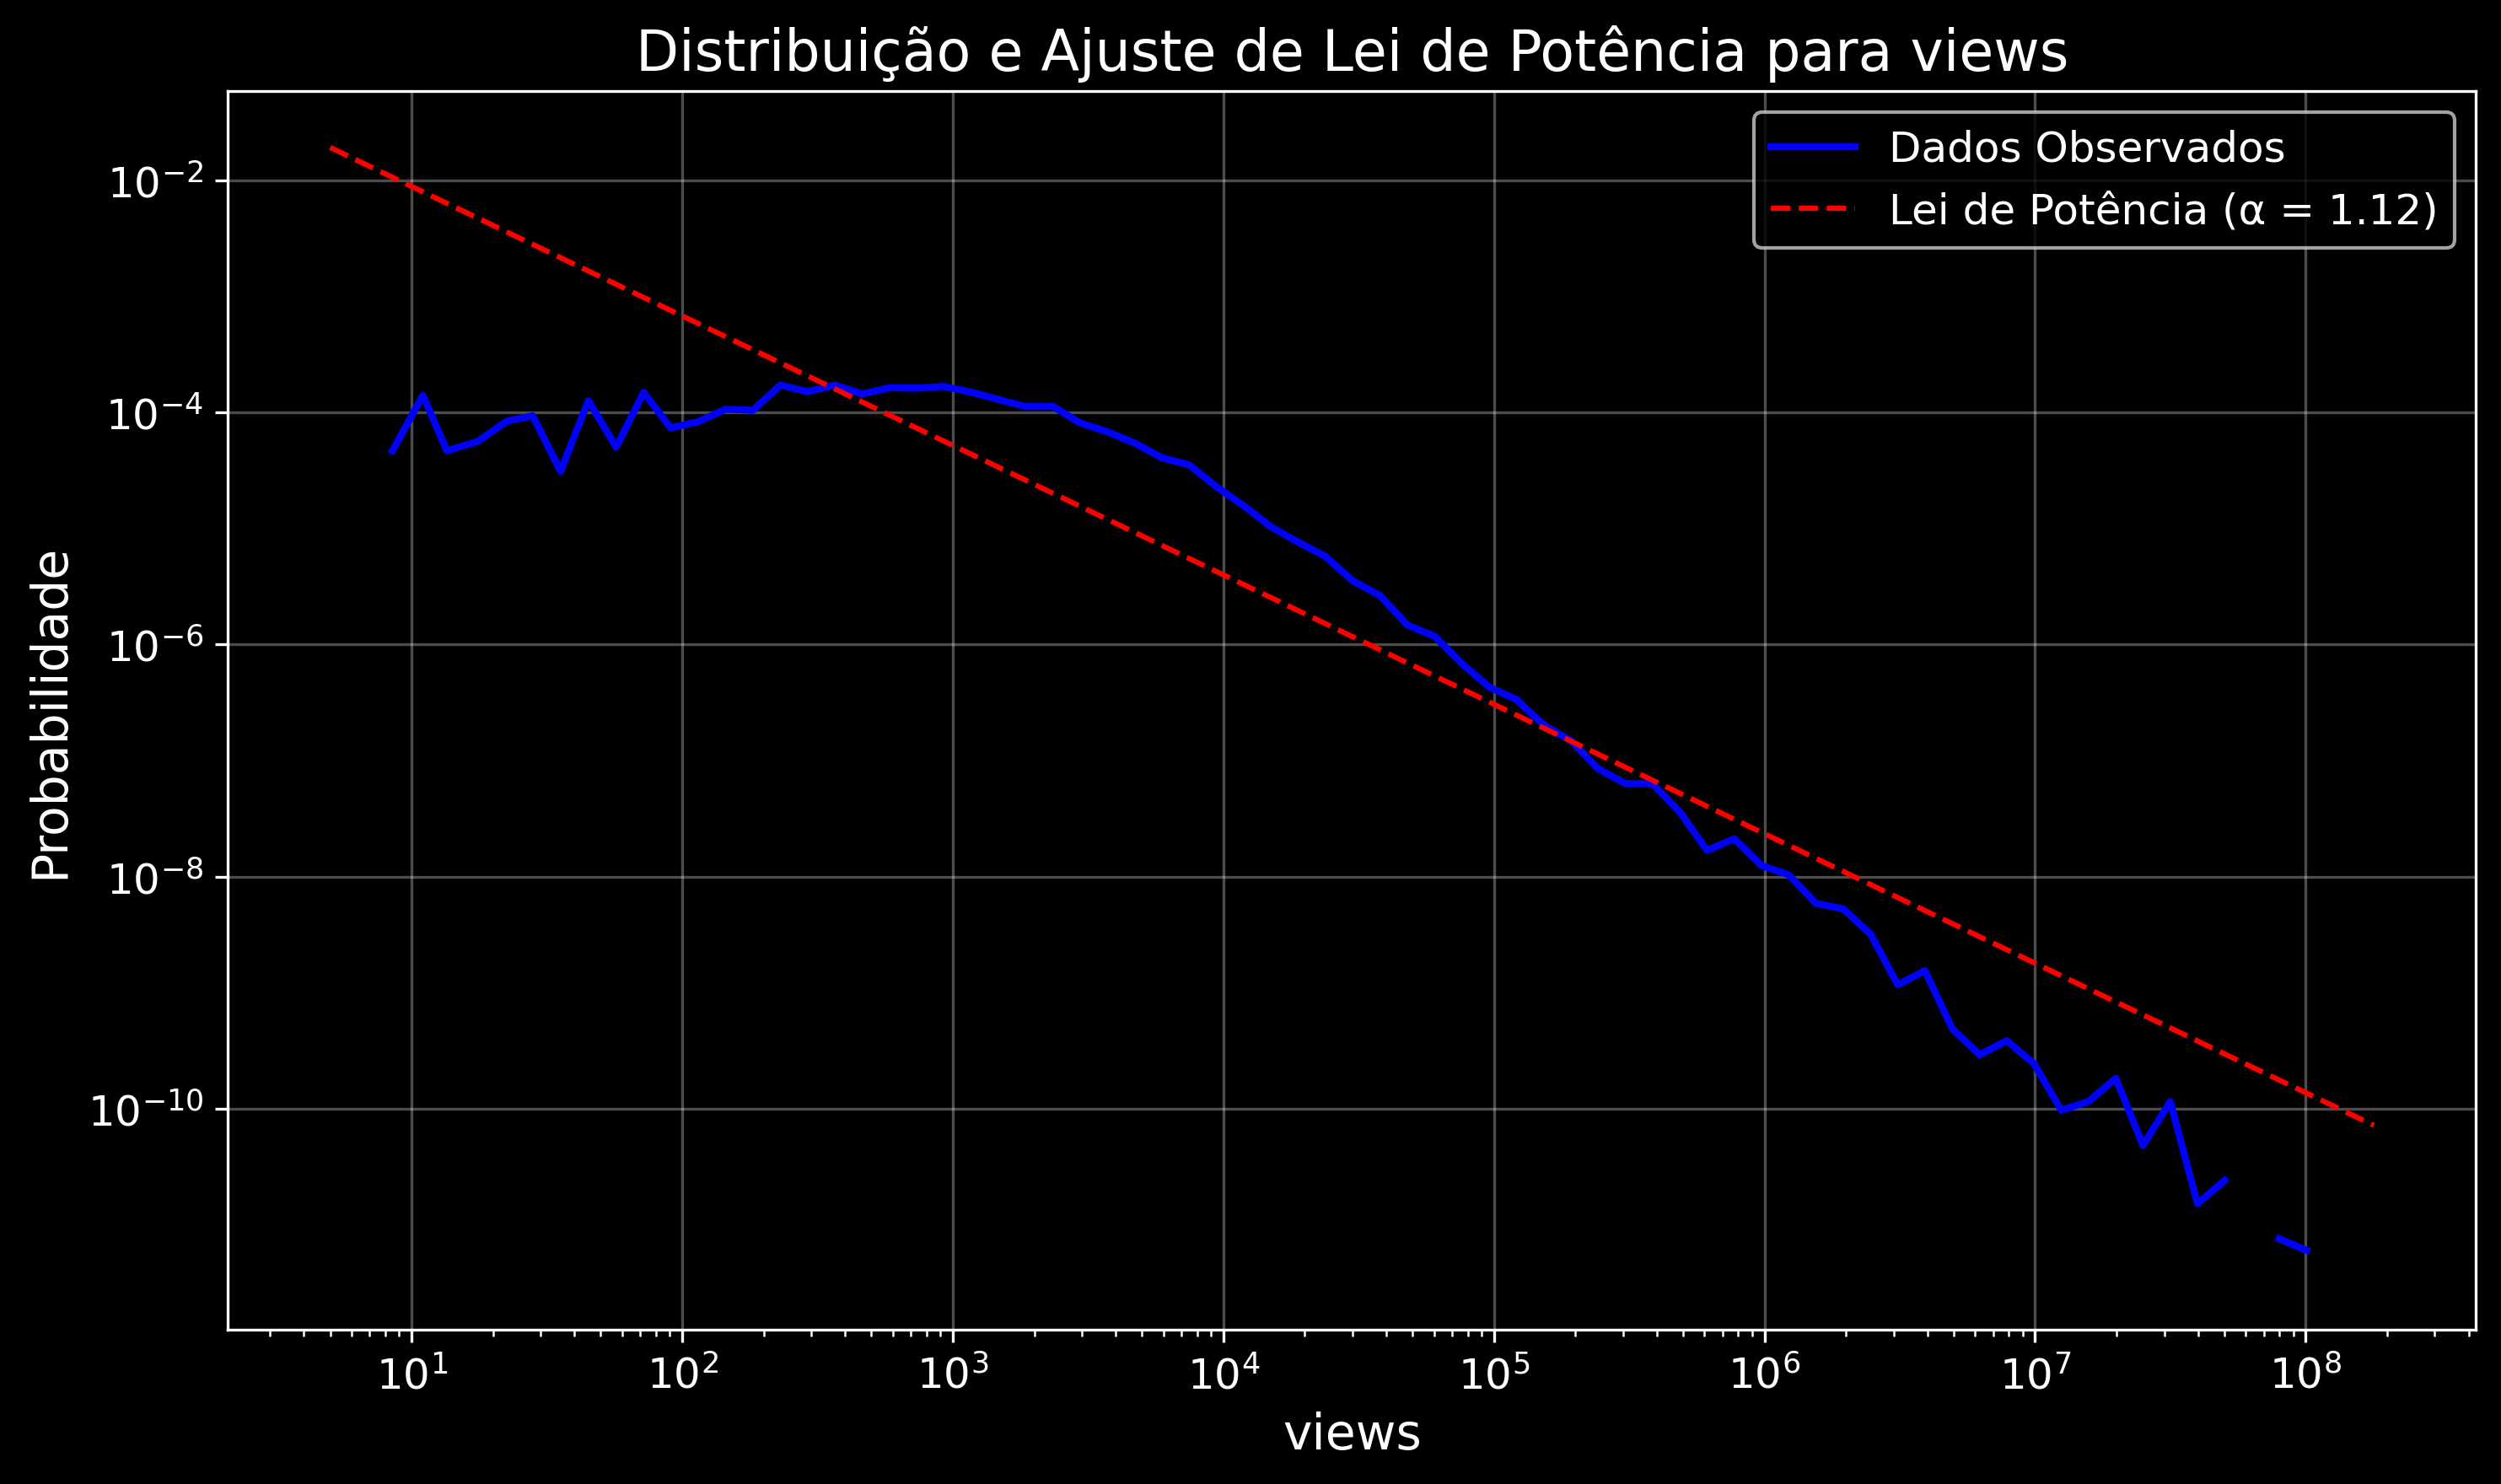 Distribuição e Ajuste de Lei de Potência para views
Dados Observados
Lei de Potência (α = 1.12)
Probabilidade
10⁻²
10⁻⁴
10⁻⁶
10⁻⁸
10⁻¹⁰
10¹ 10² 10³ 10⁴ 10⁵ 10⁶ 10⁷ 10⁸
views